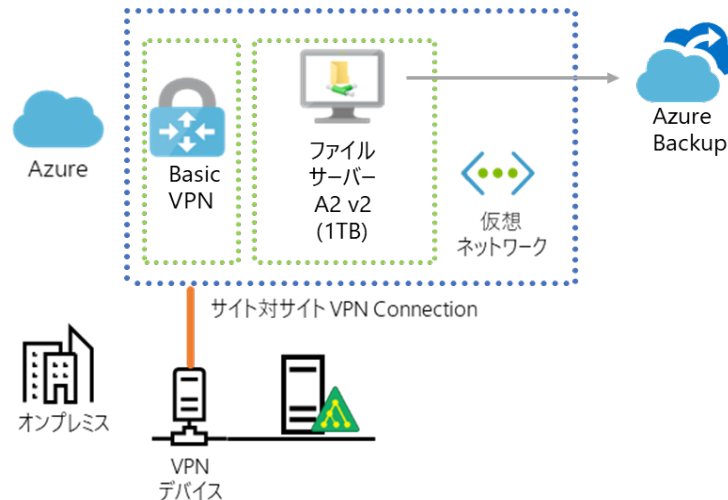 Azure
Basic
VPN
ファイル
サーバー
A2 v2
(1TB)
仮想
ネットワーク
Azure
Backup
サイト対サイト VPN Connection
オンプレミス
VPN
デバイス